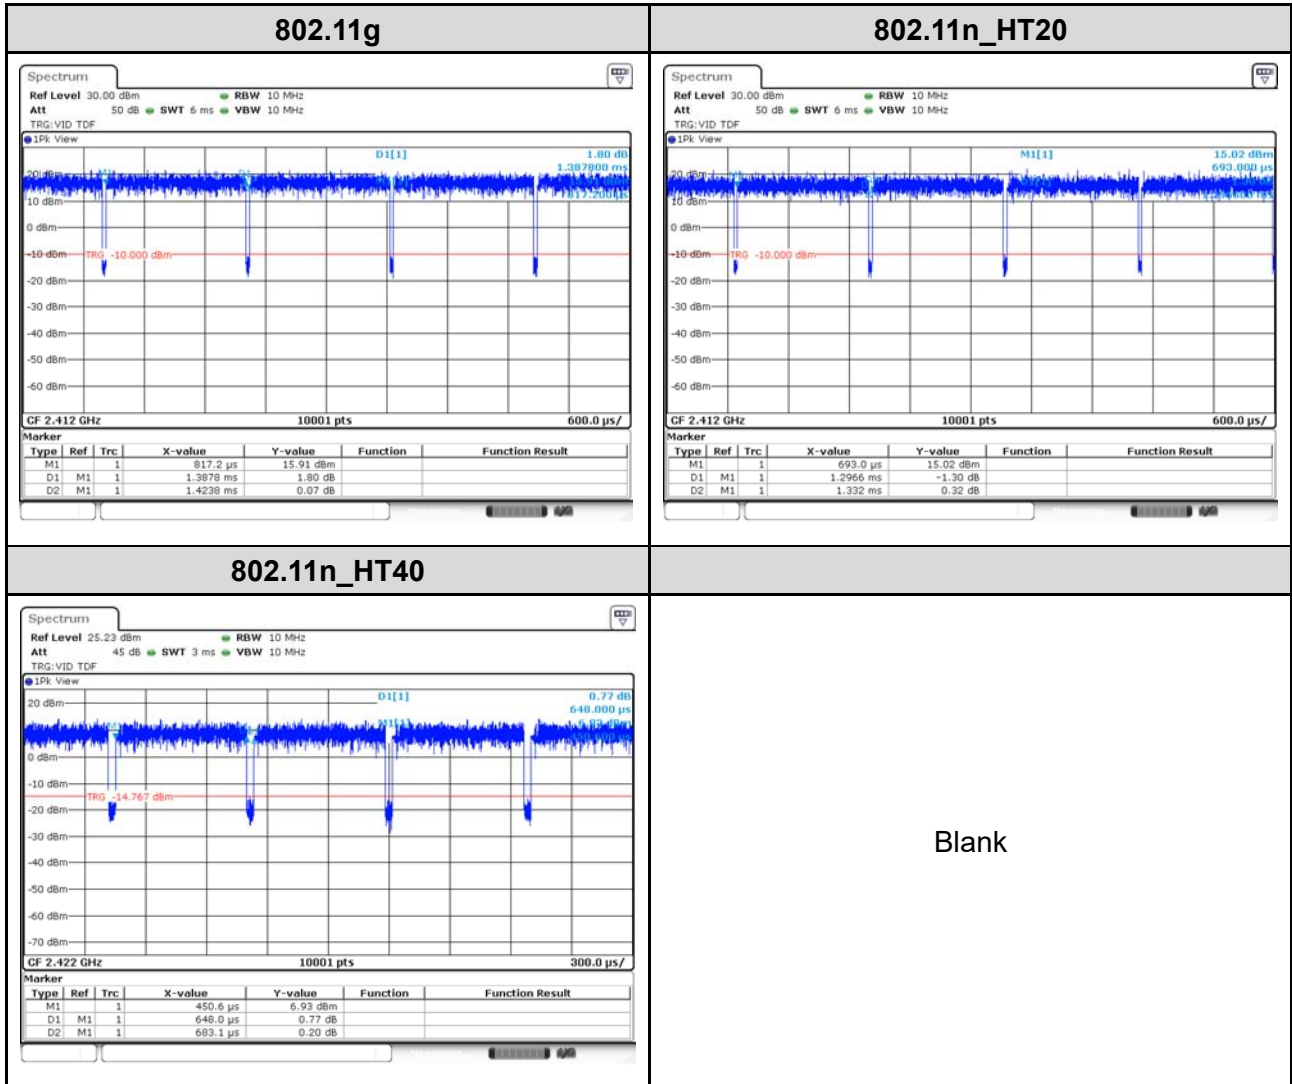 802.11g
Spectrum
Ref Level 30.00 dBm RBW 10 MHz
Att 50 dB SWT 6 ms VBW 10 MHz
TRG:VID TDF
1Pk View
D1[1] 1.80 dB
1.387800 ms
20 dBm
817.200 µs
10 dBm
0 dBm
-10 dBm TRG -10.000 dBm
-20 dBm
-30 dBm
-40 dBm
-50 dBm
-60 dBm
CF 2.412 GHz 10001 pts 600.0 µs/
Marker
Type Ref Trc X-value Y-value Function Function Result
M1 1 817.2 µs 15.91 dBm
D1 M1 1 1.3878 ms 1.80 dB
D2 M1 1 1.4238 ms 0.07 dB
802.11n_HT20
Spectrum
Ref Level 30.00 dBm RBW 10 MHz
Att 50 dB SWT 6 ms VBW 10 MHz
TRG:VID TDF
1Pk View
M1[1] 15.02 dBm
693.000 µs
20 dBm
10 dBm
0 dBm
-10 dBm TRG -10.000 dBm
-20 dBm
-30 dBm
-40 dBm
-50 dBm
-60 dBm
CF 2.412 GHz 10001 pts 600.0 µs/
Marker
Type Ref Trc X-value Y-value Function Function Result
M1 1 693.0 µs 15.02 dBm
D1 M1 1 1.2966 ms -1.30 dB
D2 M1 1 1.332 ms 0.32 dB
802.11n_HT40
Spectrum
Ref Level 25.23 dBm RBW 10 MHz
Att 45 dB SWT 3 ms VBW 10 MHz
TRG:VID TDF
1Pk View
D1[1] 0.77 dB
648.000 µs
20 dBm
M1[1] 6.93 dBm
0 dBm
-10 dBm
TRG -14.767 dBm
-20 dBm
-30 dBm
-40 dBm
-50 dBm
-60 dBm
-70 dBm
CF 2.422 GHz 10001 pts 300.0 µs/
Marker
Type Ref Trc X-value Y-value Function Function Result
M1 1 450.6 µs 6.93 dBm
D1 M1 1 648.0 µs 0.77 dB
D2 M1 1 683.1 µs 0.20 dB
Blank